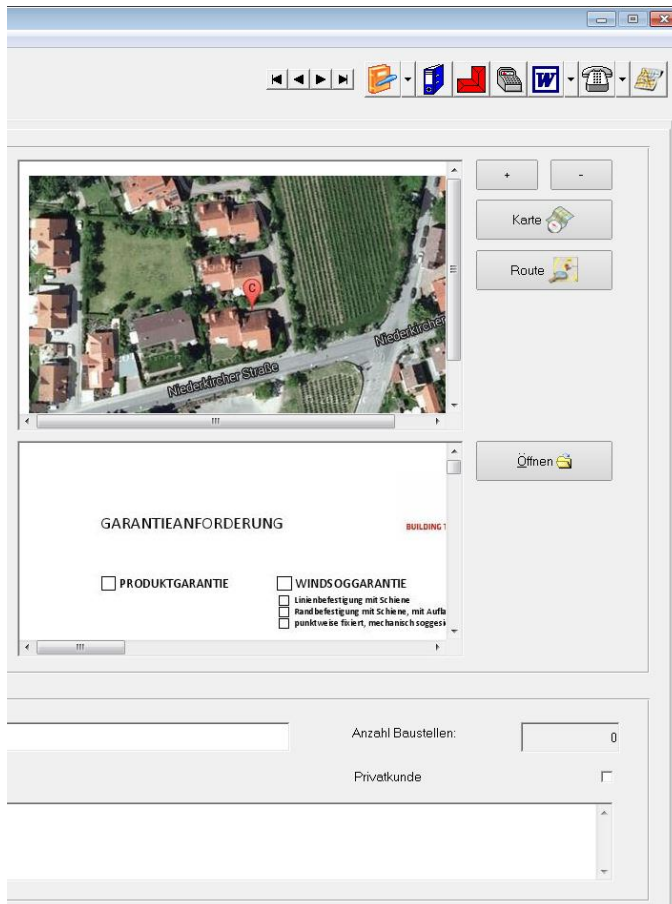 W
+ -
Karte
Route
C
Niederkircher
Niederkircher Straße
Öffnen
GARANTIEANFORDERUNG
BUILDING T
PRODUKTGARANTIE
WINDSOGGARANTIE
Linienbefestigung mit Schiene
Randbefestigung mit Schiene, mit Aufla
punktweise fixiert, mechanisch soggesi
Anzahl Baustellen: 0
Privatkunde